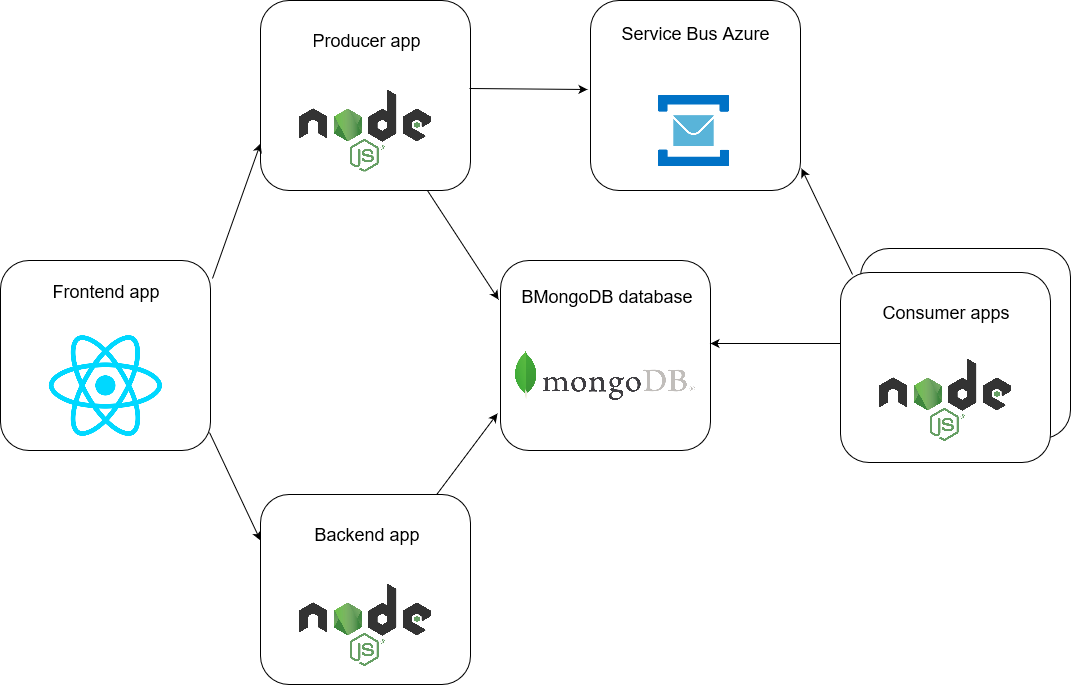 Producer app
node
JS
Service Bus Azure
Frontend app
BMongoDB database
mongoDB
Consumer apps
node
JS
Backend app
node
JS